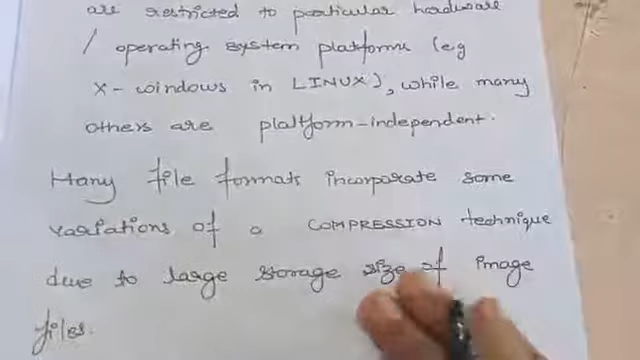 are restricted to particular hardware
/ operating system platforms (eg
X-windows in LINUX), while many
others are platform-independent.
Many file formats incorporate some
variations of a COMPRESSION technique
due to large storage size of image
files.